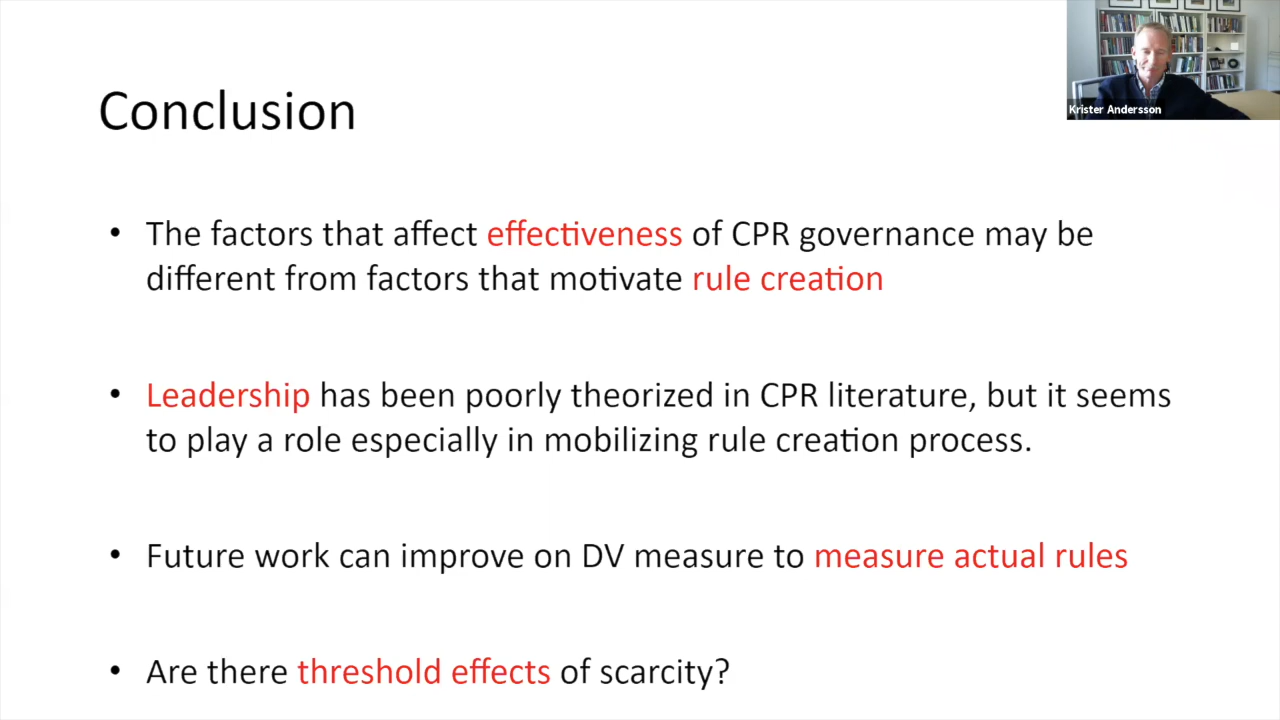 Krister Andersson
Conclusion
• The factors that affect effectiveness of CPR governance may be
different from factors that motivate rule creation
• Leadership has been poorly theorized in CPR literature, but it seems
to play a role especially in mobilizing rule creation process.
• Future work can improve on DV measure to measure actual rules
• Are there threshold effects of scarcity?